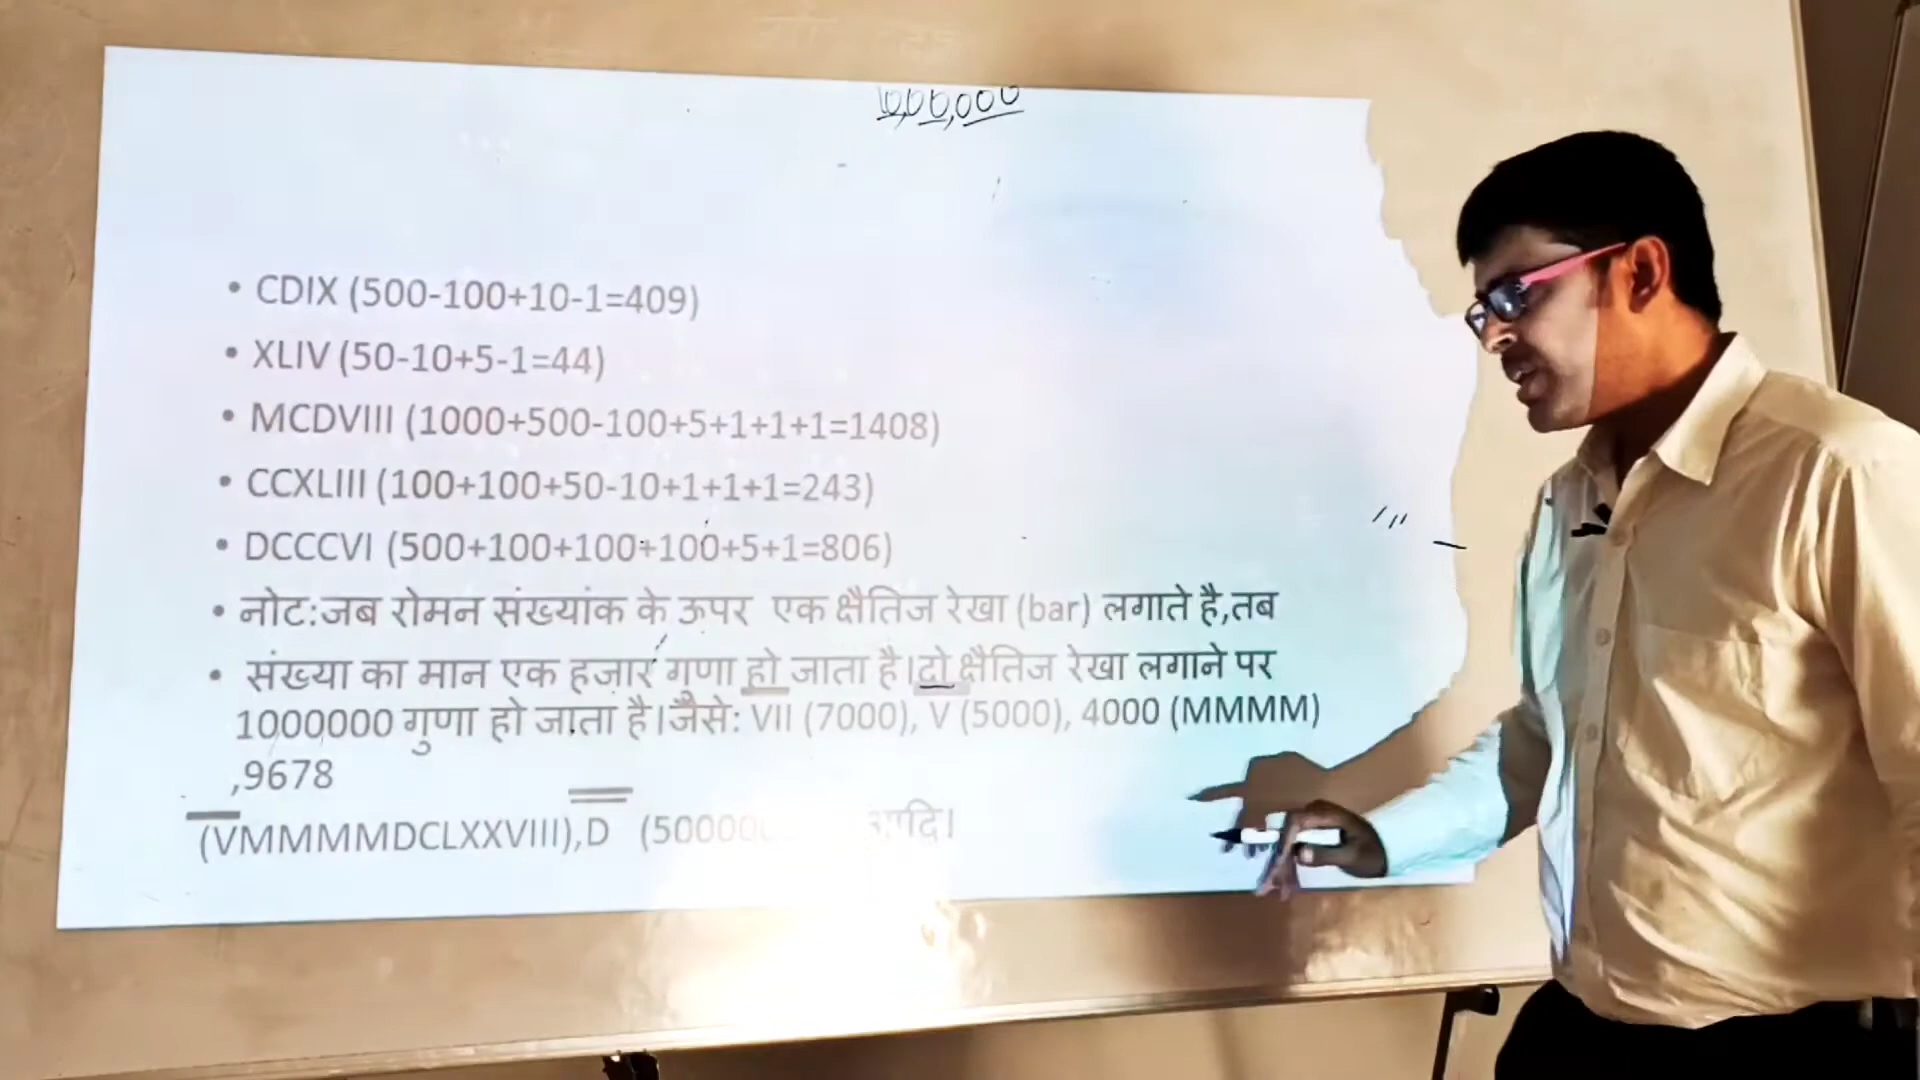 • CDIX (500-100+10-1=409)
• XLIV (50-10+5-1=44)
• MCDVIII (1000+500-100+5+1+1+1=1408)
• CCXLIII (100+100+50-10+1+1+1=243)
• DCCCVI (500+100+100+100+5+1=806)
• नोट:जब रोमन संख्यांक के ऊपर एक क्षैतिज रेखा (bar) लगाते है,तब
• संख्या का मान एक हजार गुणा हो जाता है।दो क्षैतिज रेखा लगाने पर
1000000 गुणा हो जाता है।जैसे: VII (7000), V (5000), 4000 (MMMM)
,9678
(VMMMMDCLXXVIII),D